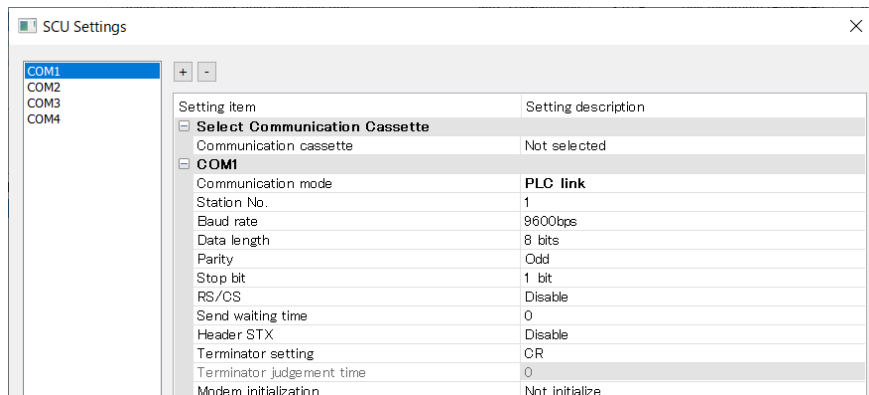 SCU Settings
COM1
COM2
COM3
COM4
+ -
Setting item Setting description
Select Communication Cassette
Communication cassette Not selected
COM1
Communication mode PLC link
Station No. 1
Baud rate 9600bps
Data length 8 bits
Parity Odd
Stop bit 1 bit
RS/CS Disable
Send waiting time 0
Header STX Disable
Terminator setting CR
Terminator judgement time 0
Modem initialization Not initialize